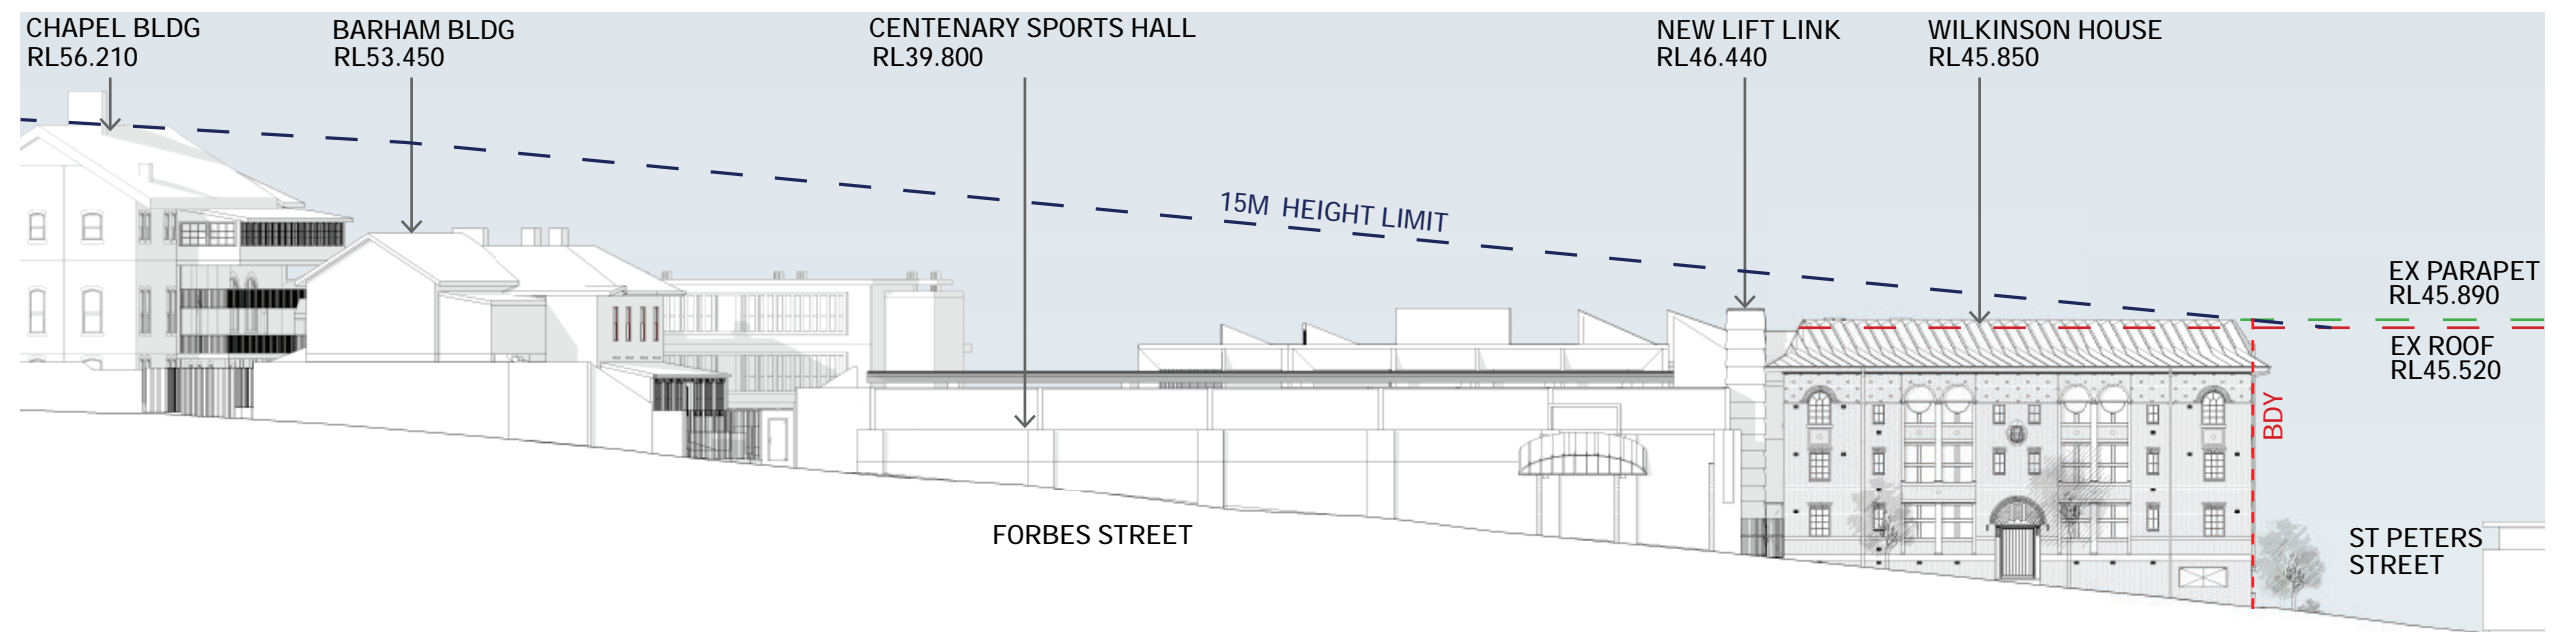 CHAPEL BLDG
RL56.210
BARHAM BLDG
RL53.450
CENTENARY SPORTS HALL
RL39.800
NEW LIFT LINK
RL46.440
WILKINSON HOUSE
RL45.850
15M HEIGHT LIMIT
EX PARAPET
RL45.890
EX ROOF
RL45.520
BDY
FORBES STREET
ST PETERS
STREET